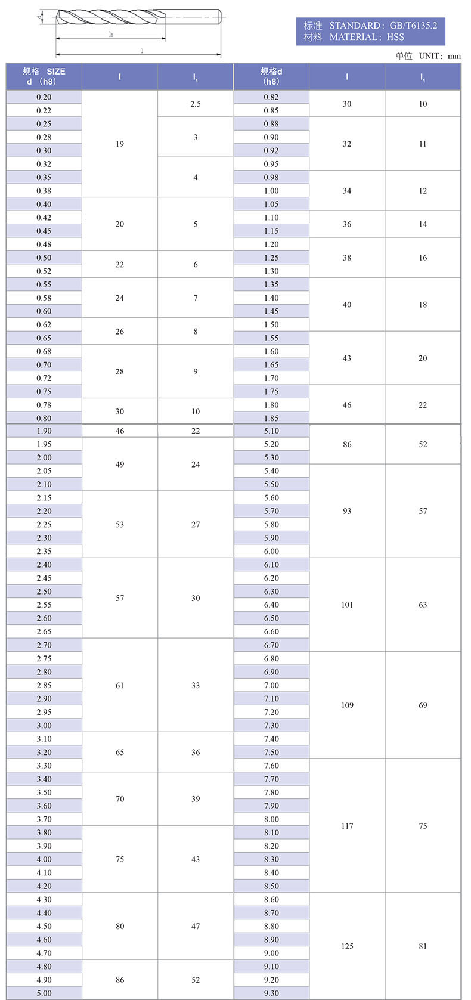 d
l1
l
标准 STANDARD : GB/T6135.2
材料 MATERIAL : HSS
单位 UNIT : mm
规格 SIZE d （h8） l l1 规格d （h8） l l1
0.20 19 2.5 0.82 30 10
0.22 0.85
0.25 3 0.88 32 11
0.28 0.90
0.30 0.92
0.32 4 0.95
0.35 0.98 34 12
0.38 1.00
0.40 20 5 1.05
0.42 1.10 36 14
0.45 1.15
0.48 1.20 38 16
0.50 22 6 1.25
0.52 1.30
0.55 24 7 1.35 40 18
0.58 1.40
0.60 1.45
0.62 26 8 1.50
0.65 1.55 43 20
0.68 28 9 1.60
0.70 1.65
0.72 1.70
0.75 1.75 46 22
0.78 30 10 1.80
0.80 1.85
1.90 46 22 5.10 86 52
1.95 49 24 5.20
2.00 5.30
2.05 5.40 93 57
2.10 5.50
2.15 53 27 5.60
2.20 5.70
2.25 5.80
2.30 5.90
2.35 6.00
2.40 57 30 6.10 101 63
2.45 6.20
2.50 6.30
2.55 6.40
2.60 6.50
2.65 6.60
2.70 61 33 6.70
2.75 6.80 109 69
2.80 6.90
2.85 7.00
2.90 7.10
2.95 7.20
3.00 7.30
3.10 65 36 7.40
3.20 7.50
3.30 7.60 117 75
3.40 70 39 7.70
3.50 7.80
3.60 7.90
3.70 8.00
3.80 75 43 8.10
3.90 8.20
4.00 8.30
4.10 8.40
4.20 8.50
4.30 80 47 8.60 125 81
4.40 8.70
4.50 8.80
4.60 8.90
4.70 9.00
4.80 86 52 9.10
4.90 9.20
5.00 9.30